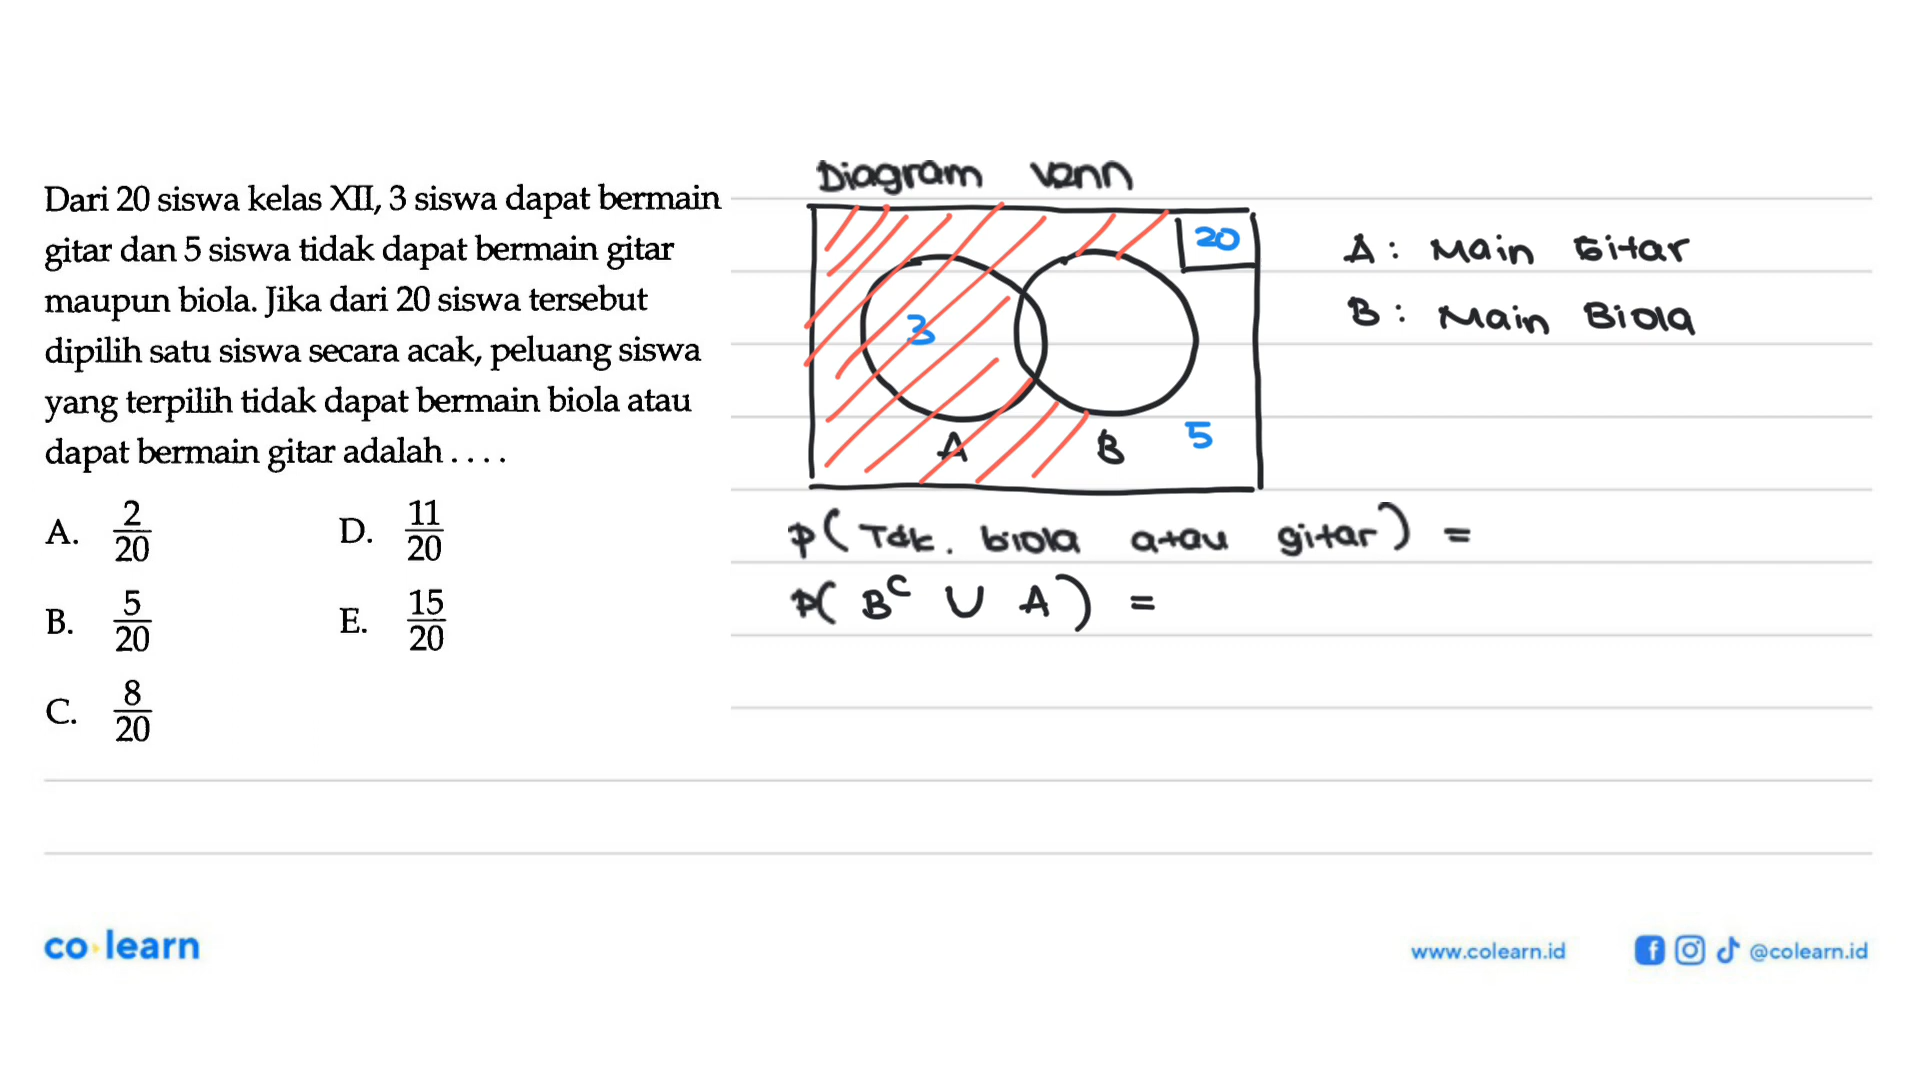 Dari 20 siswa kelas XII, 3 siswa dapat bermain
gitar dan 5 siswa tidak dapat bermain gitar
maupun biola. Jika dari 20 siswa tersebut
dipilih satu siswa secara acak, peluang siswa
yang terpilih tidak dapat bermain biola atau
dapat bermain gitar adalah . . . .
A. 2/20
D. 11/20
B. 5/20
E. 15/20
C. 8/20
Diagram Venn
20
3
A
B
5
A : Main Gitar
B : Main Biola
P( Tdk. biola atau gitar ) =
P( Bᶜ ∪ A ) =
co learn
www.colearn.id
@colearn.id